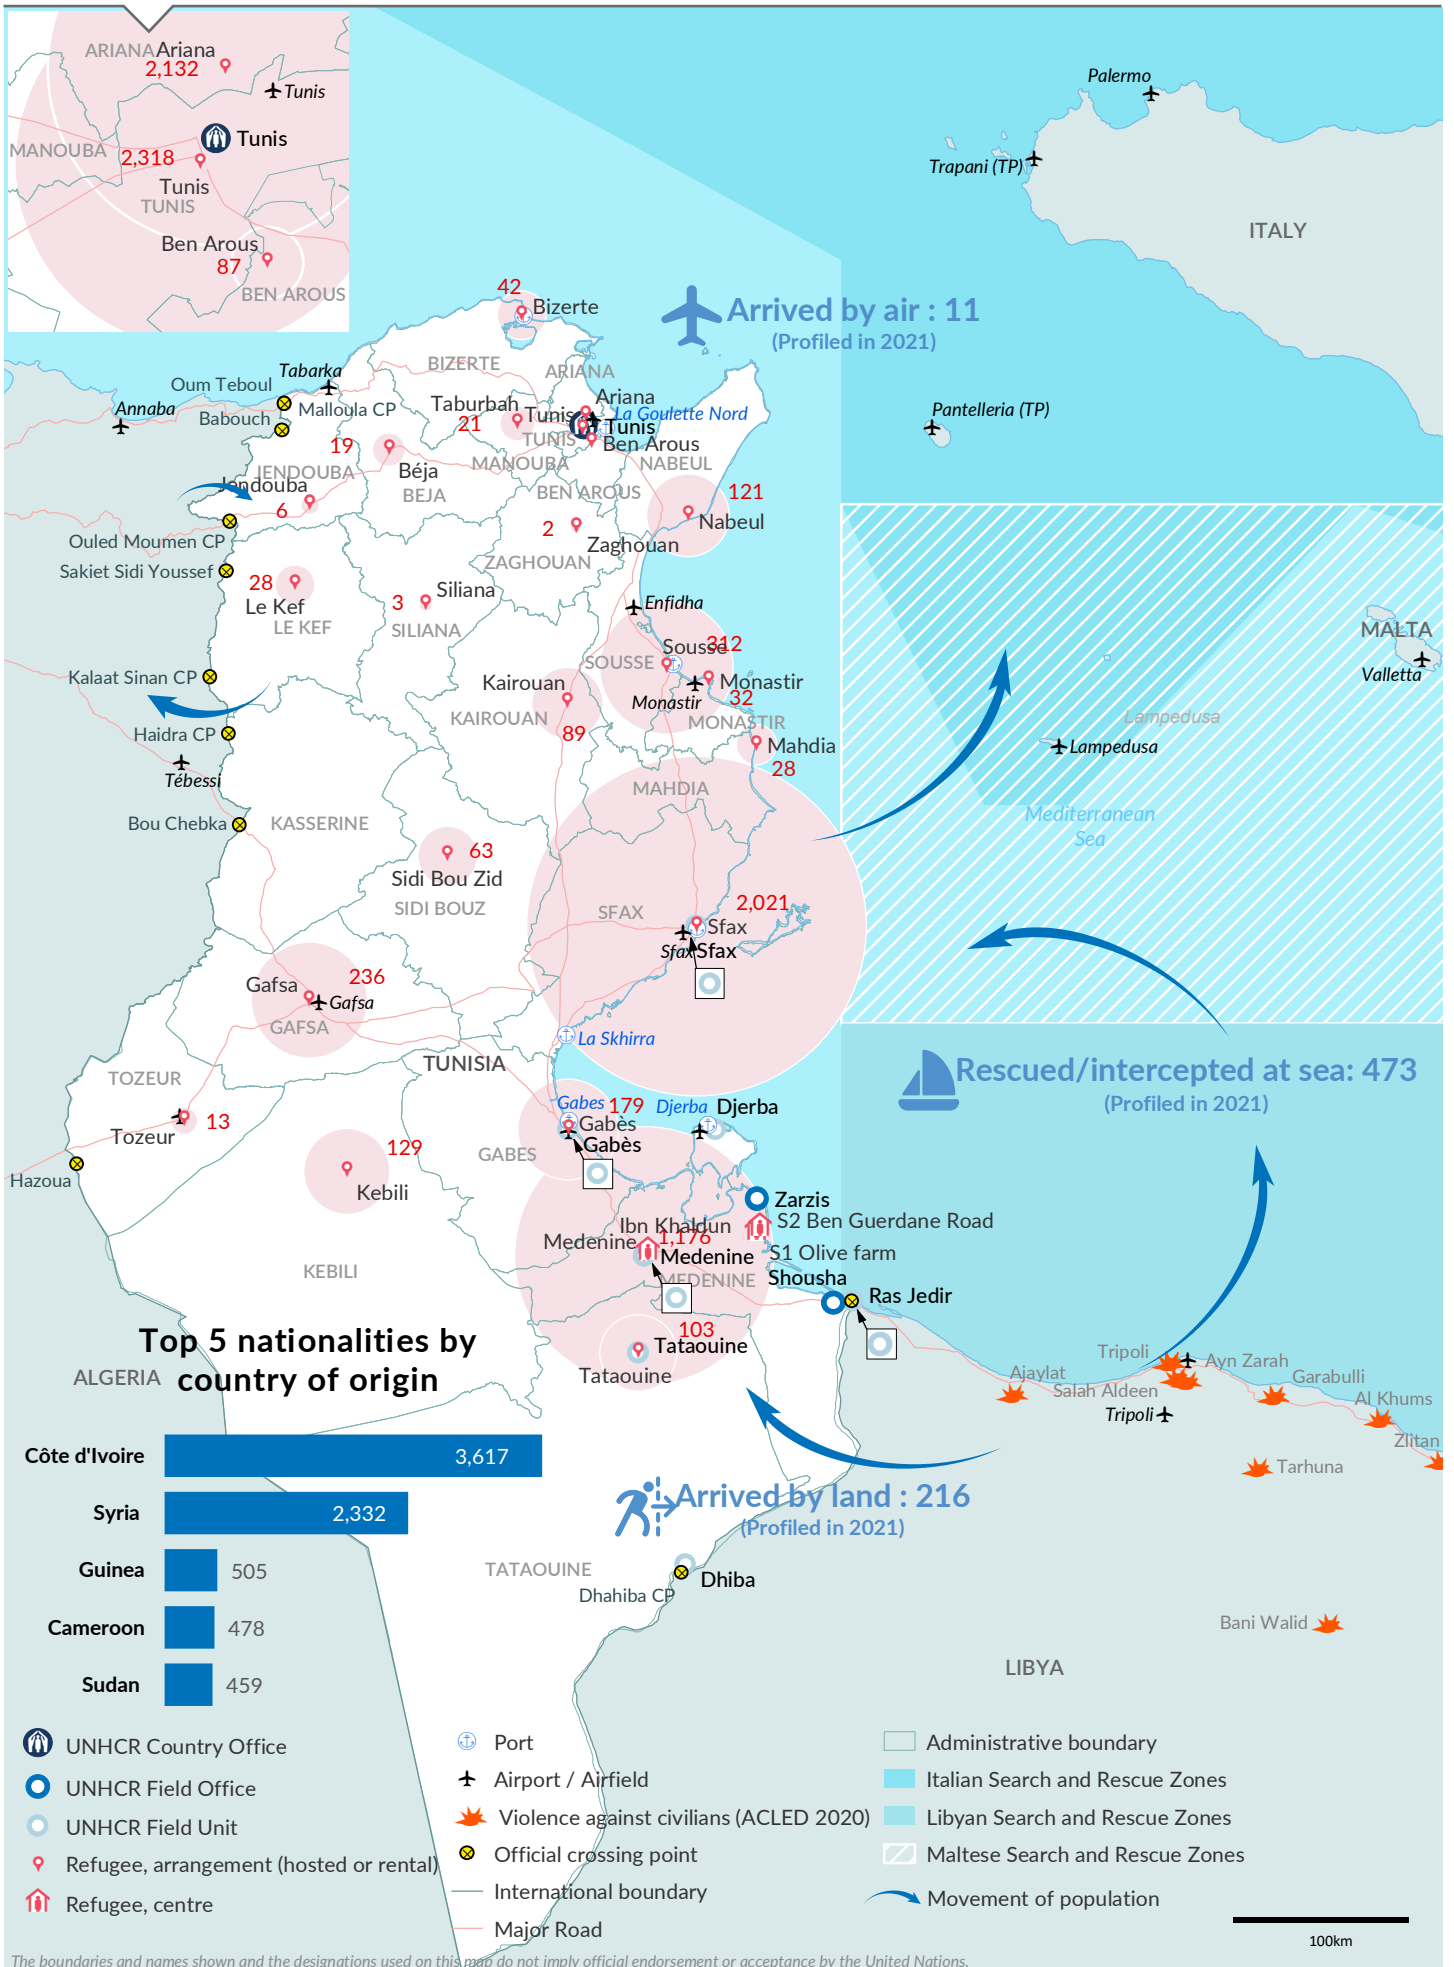 ARIANA Ariana
2,132
Tunis
Tunis
MANOUBA
2,318
Tunis
TUNIS
Ben Arous
87
BEN AROUS
Palermo
Trapani (TP)
ITALY
42
Bizerte
Arrived by air : 11
(Profiled in 2021)
BIZERTE
ARIANA
Tabarka
Oum Teboul
Malloula CP
Annaba
Babouch
Taburbah
21
Tunis
Ariana
La Goulette Nord
Tunis
TUNIS
Ben Arous
Pantelleria (TP)
19
Béja
JENDOUBA
BEJA
MANOUBA
NABEUL
Jendouba
6
BEN AROUS
121
Nabeul
2
Zaghouan
ZAGHOUAN
Ouled Moumen CP
Sakiet Sidi Youssef
28
Le Kef
LE KEF
3
Siliana
SILIANA
Enfidha
Sousse
312
SOUSSE
MALTA
Valletta
Kalaat Sinan CP
Kairouan
KAIROUAN
89
Monastir
32
Monastir
MONASTIR
Lampedusa
Lampedusa
Haidra CP
Tébessi
Mahdia
28
MAHDIA
Mediterranean
Sea
Bou Chebka
KASSERINE
63
Sidi Bou Zid
SIDI BOUZ
SFAX
2,021
Sfax
Sfax
Sfax
Gafsa
236
Gafsa
GAFSA
La Skhirra
TUNISIA
TOZEUR
Rescued/intercepted at sea: 473
(Profiled in 2021)
Tozeur
13
Gabes
179
Gabès
Gabès
GABES
Djerba
Djerba
129
Kebili
Hazoua
Zarzis
S2 Ben Guerdane Road
Ibn Khaldun
Medenine
1,176
Medenine
MEDENINE
S1 Olive farm
Shousha
Ras Jedir
KEBILI
103
Tataouine
Tataouine
Top 5 nationalities by
country of origin
ALGERIA
Tripoli
Ayn Zarah
Ajaylat
Salah Aldeen
Garabulli
Tripoli
Al Khums
Zlitan
Tarhuna
Côte d'Ivoire
3,617
Syria
2,332
Guinea
505
Cameroon
478
Sudan
459
Arrived by land : 216
(Profiled in 2021)
TATAOUINE
Dhahiba CP
Dhiba
Bani Walid
LIBYA
UNHCR Country Office
UNHCR Field Office
UNHCR Field Unit
Refugee, arrangement (hosted or rental)
Refugee, centre
Port
Airport / Airfield
Violence against civilians (ACLED 2020)
Official crossing point
International boundary
Major Road
Administrative boundary
Italian Search and Rescue Zones
Libyan Search and Rescue Zones
Maltese Search and Rescue Zones
Movement of population
100km
The boundaries and names shown and the designations used on this map do not imply official endorsement or acceptance by the United Nations.